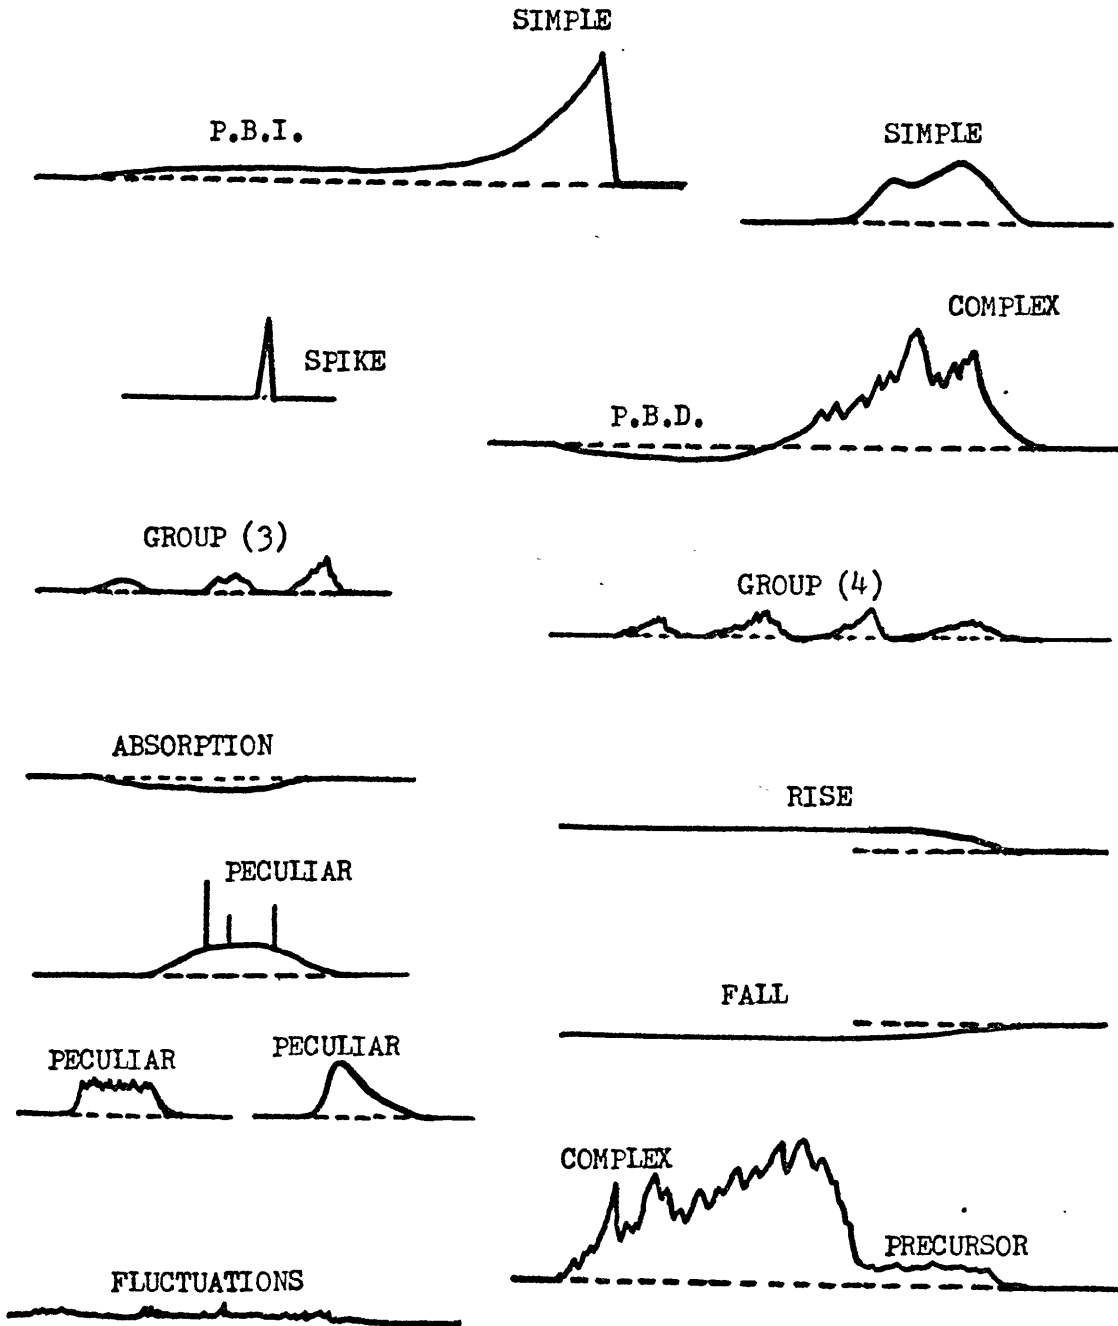 SIMPLE
P.B.I.
SIMPLE
COMPLEX
SPIKE
P.B.D.
GROUP (3)
GROUP (4)
ABSORPTION
RISE
PECULIAR
FALL
PECULIAR
PECULIAR
COMPLEX
PRECURSOR
FLUCTUATIONS